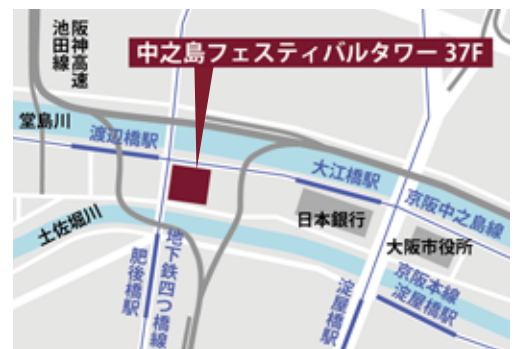 阪神高速
池田線
中之島フェスティバルタワー 37F
堂島川
渡辺橋駅
大江橋駅
京阪中之島線
土佐堀川
日本銀行
大阪市役所
地下鉄四つ橋線
肥後橋駅
淀屋橋駅
京阪本線
淀屋橋駅